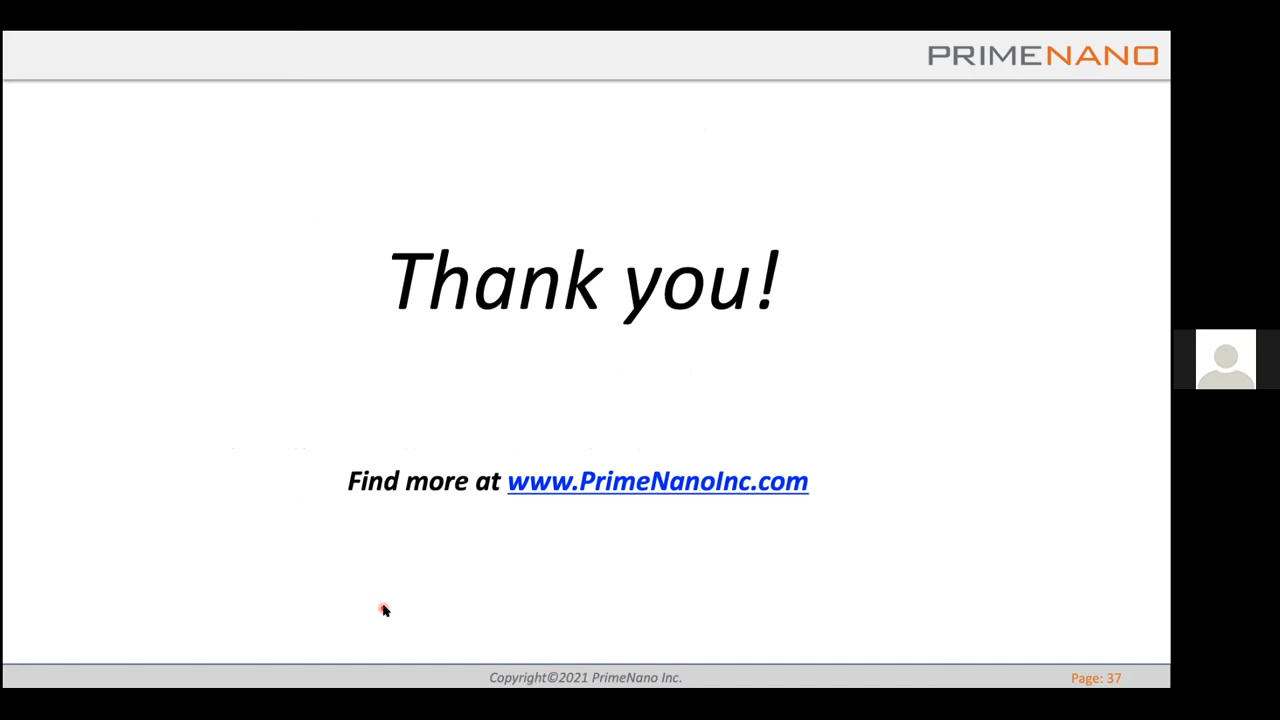 PRIMENANO
Thank you!
Find more at www.PrimeNanoInc.com
Copyright©2021 PrimeNano Inc.
Page: 37